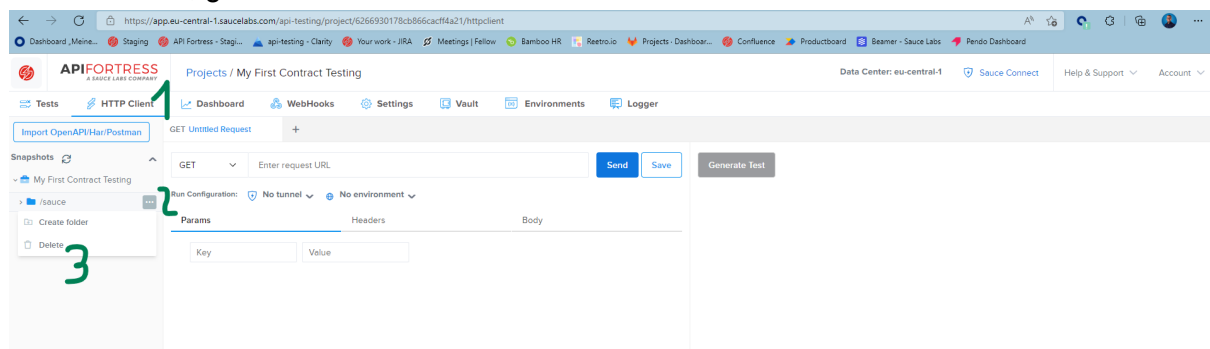 https://app.eu-central-1.saucelabs.com/api-testing/project/6266930178cb866cacff4a21/httpclient
Dashboard ,Meine... Staging API Fortress - Stagi... api-testing - Clarity Your work - JIRA Meetings | Fellow Bamboo HR Reetro.io Projects · Dashboar... Confluence Productboard Beamer - Sauce Labs Pendo Dashboard
APIFORTRESS
A SAUCE LABS COMPANY
Projects / My First Contract Testing
Data Center: eu-central-1 Sauce Connect Help & Support Account
1
Tests HTTP Client Dashboard WebHooks Settings Vault Environments Logger
Import OpenAPI/Har/Postman GET Untitled Request +
Snapshots
GET Enter request URL Send Save Generate Test
My First Contract Testing
Run Configuration: No tunnel No environment
/sauce ... 2
Create folder Params Headers Body
Delete 3
Key Value